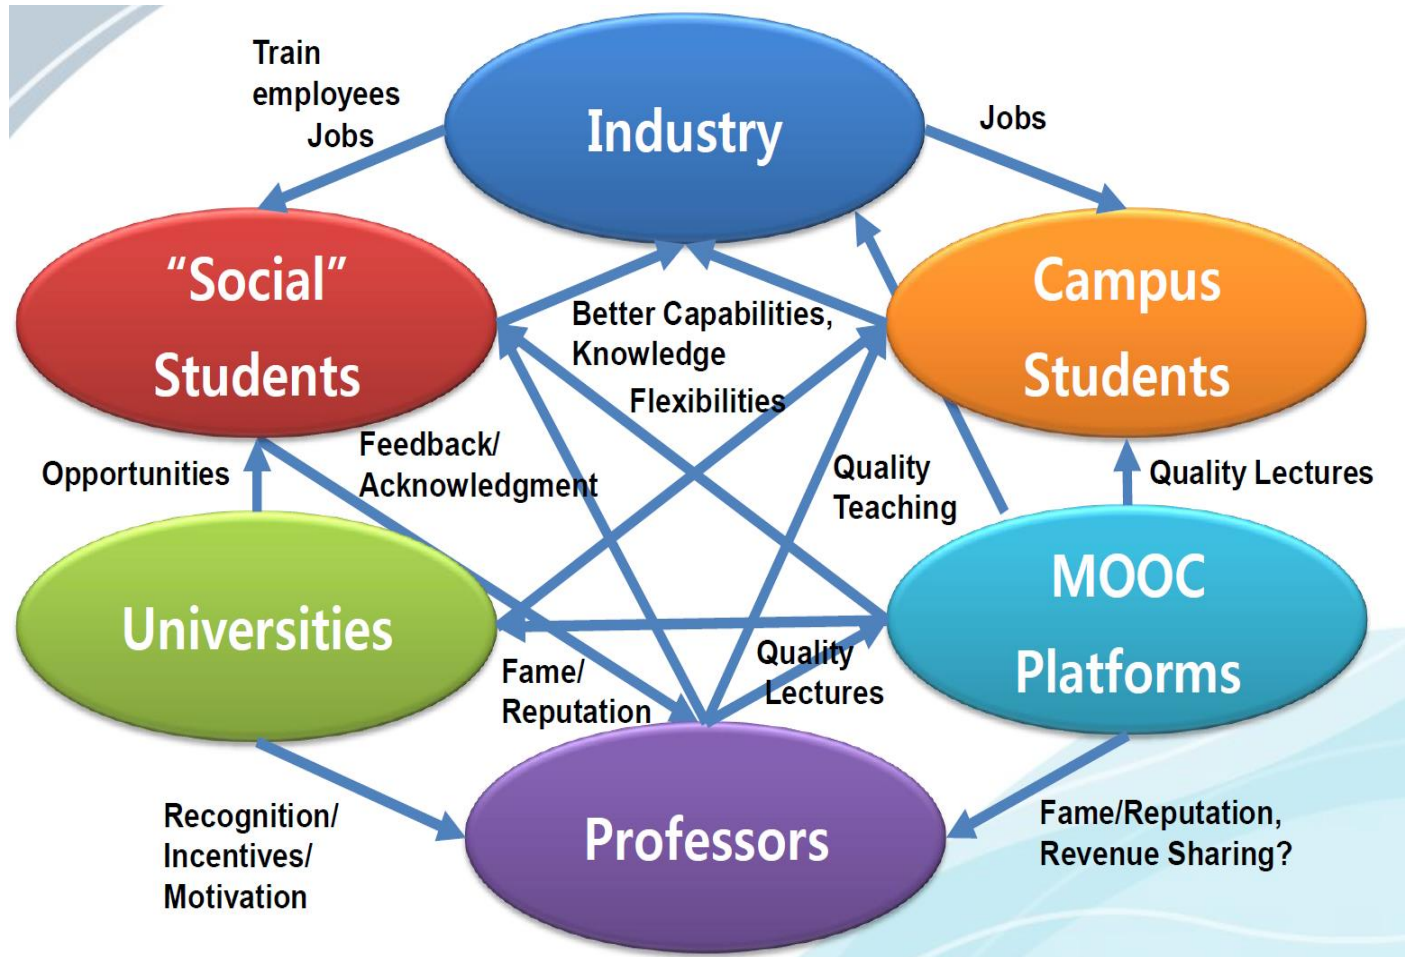 Train
employees
Jobs
Industry
Jobs
“Social”
Students
Campus
Students
Better Capabilities,
Knowledge
Flexibilities
Feedback/
Acknowledgment
Opportunities
Quality
Teaching
Quality Lectures
Universities
MOOC
Platforms
Fame/
Reputation
Quality
Lectures
Professors
Recognition/
Incentives/
Motivation
Fame/Reputation,
Revenue Sharing?